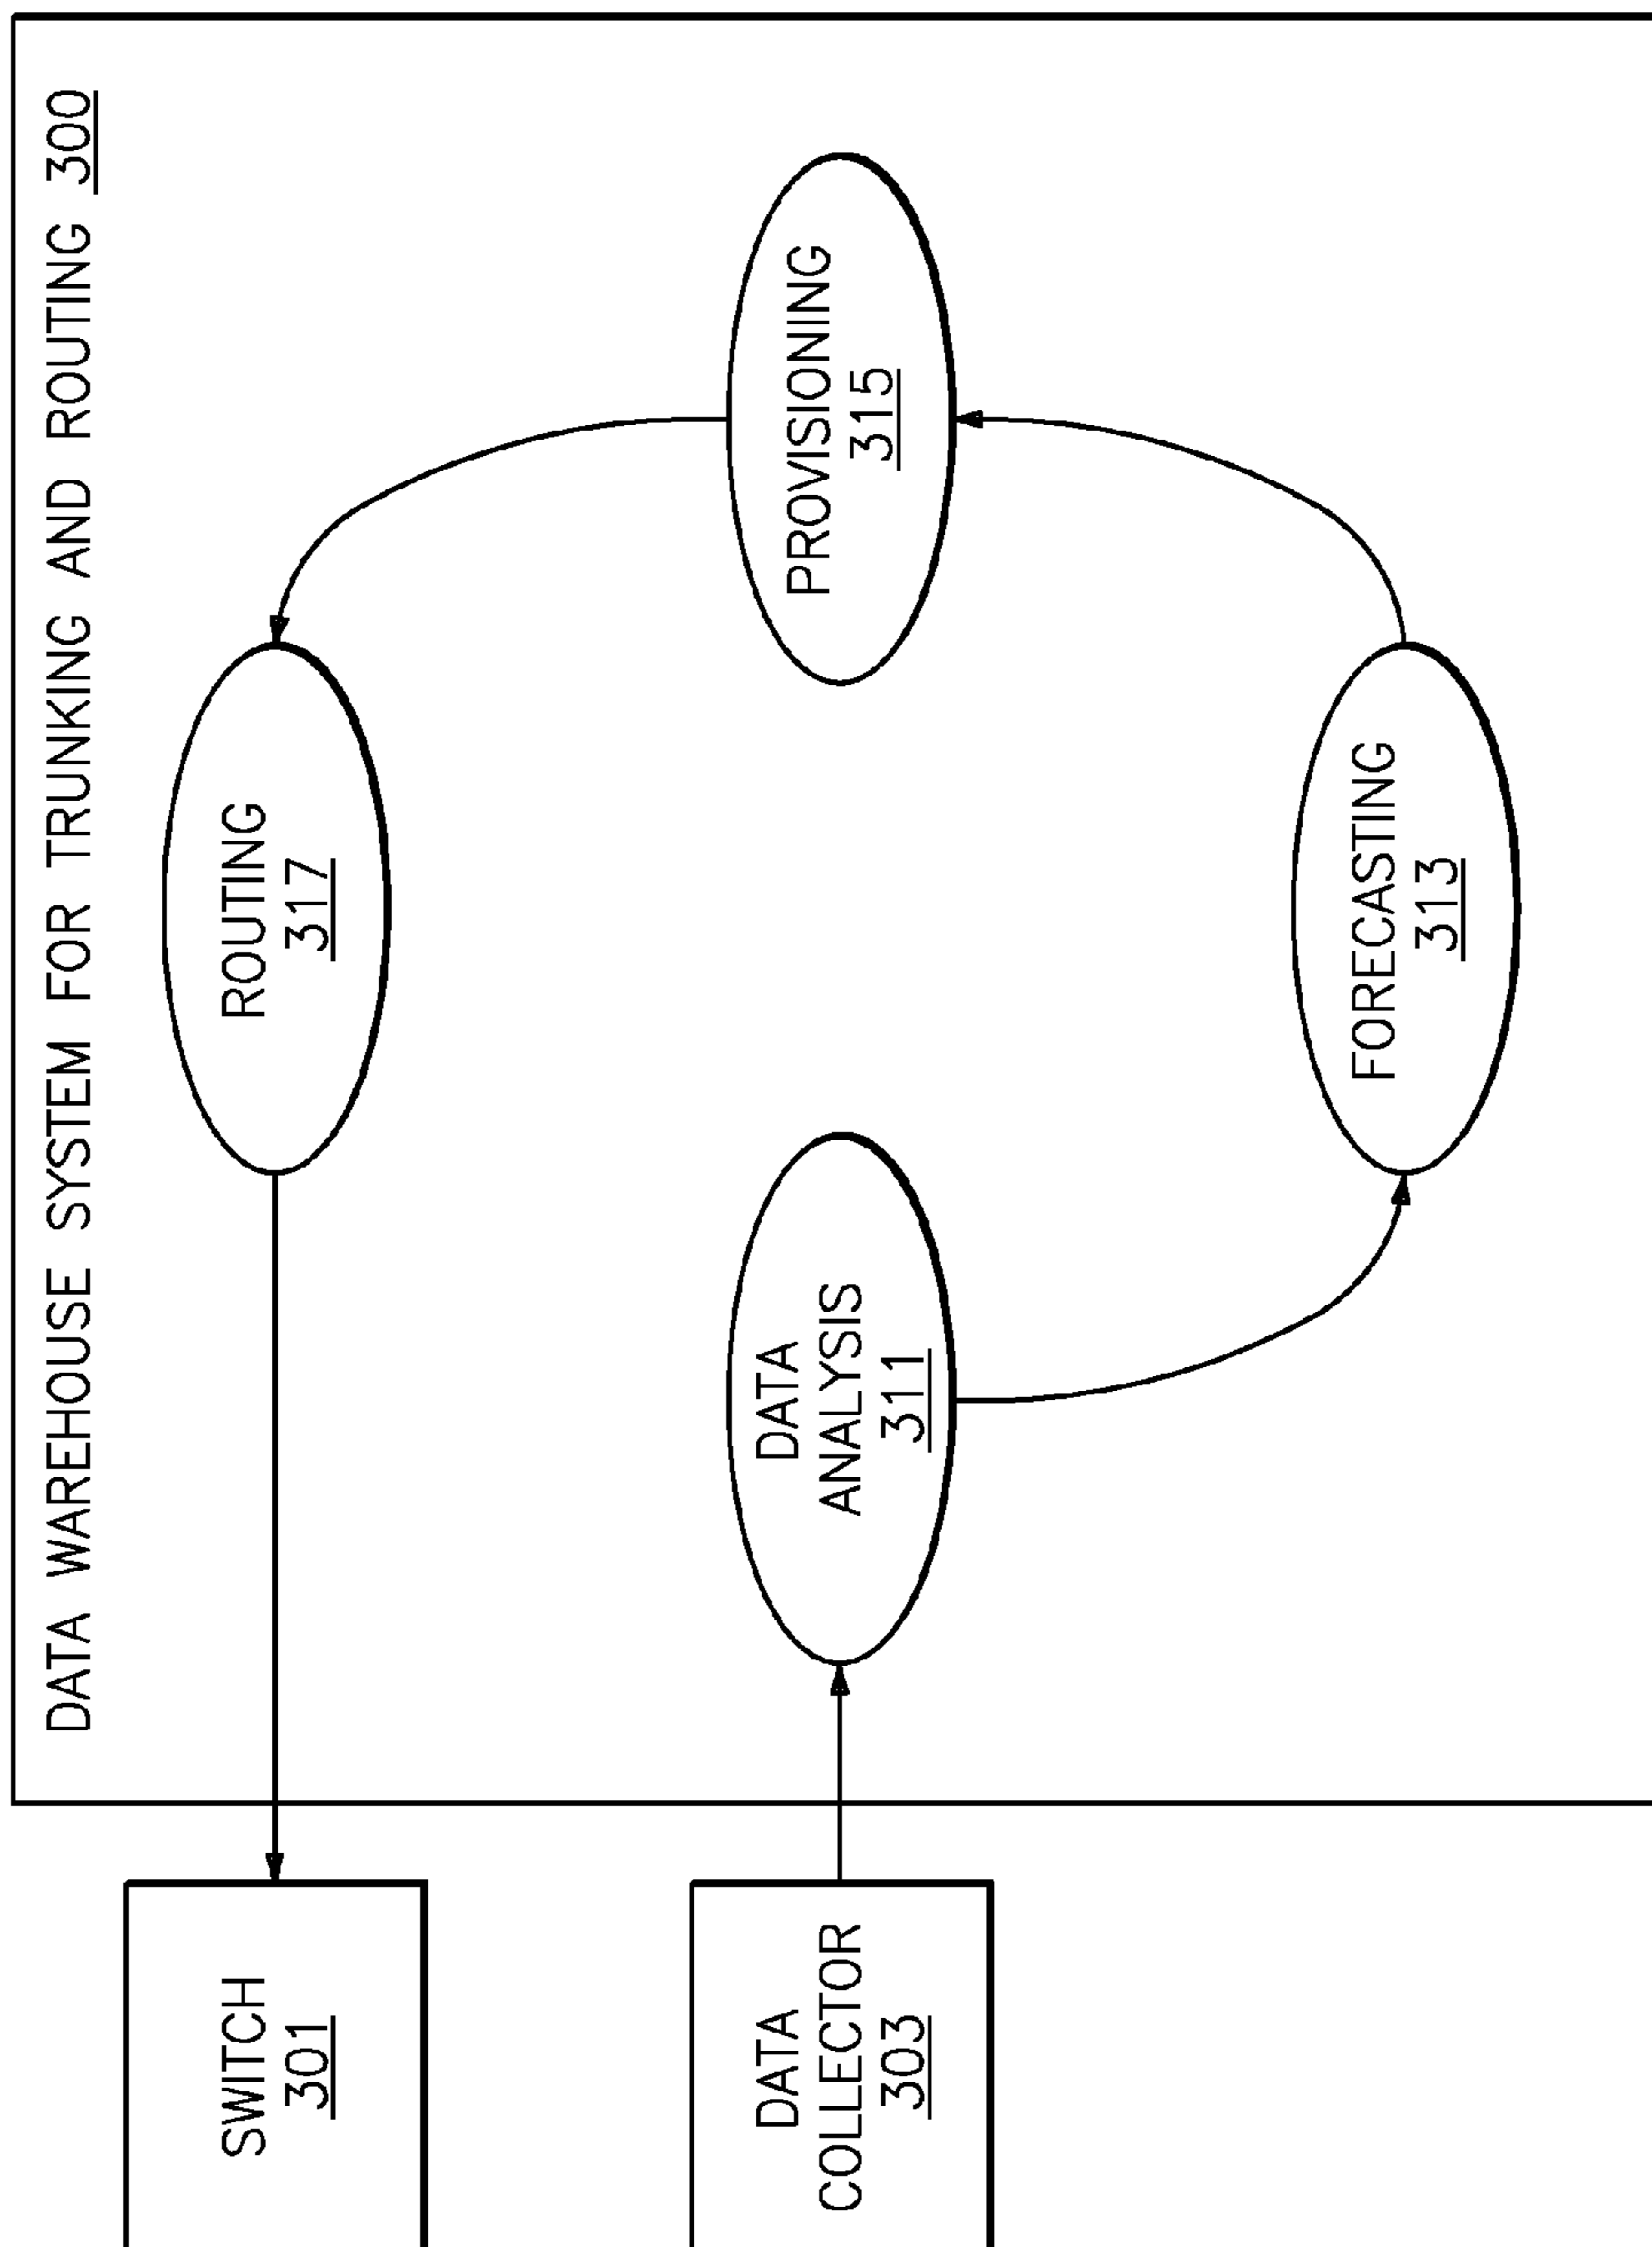 DATA WAREHOUSE SYSTEM FOR TRUNKING AND ROUTING 300
SWITCH
301
ROUTING
317
DATA
COLLECTOR
303
DATA
ANALYSIS
311
PROVISIONING
315
FORECASTING
313